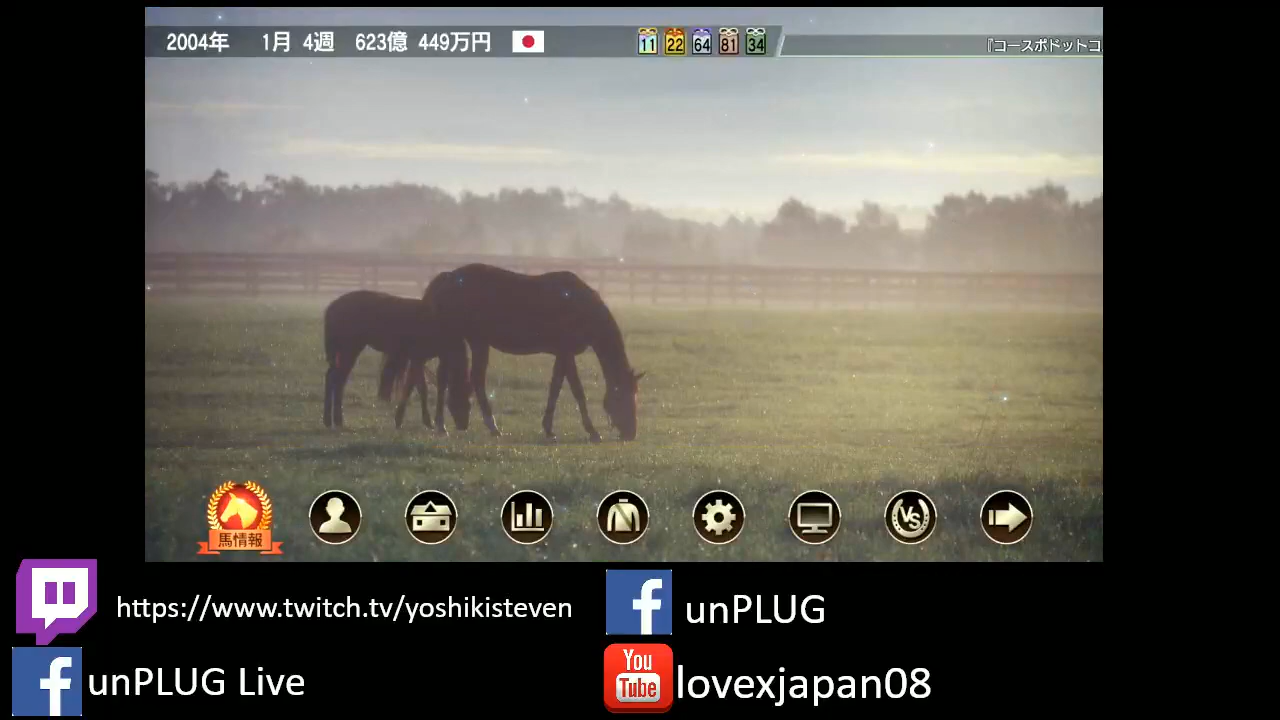 2004年 1月 4週 623億 449万円
11 22 64 81 34
『コースポドットコ
馬情報
VS
https://www.twitch.tv/yoshikisteven
unPLUG
unPLUG Live
You Tube
lovexjapan08